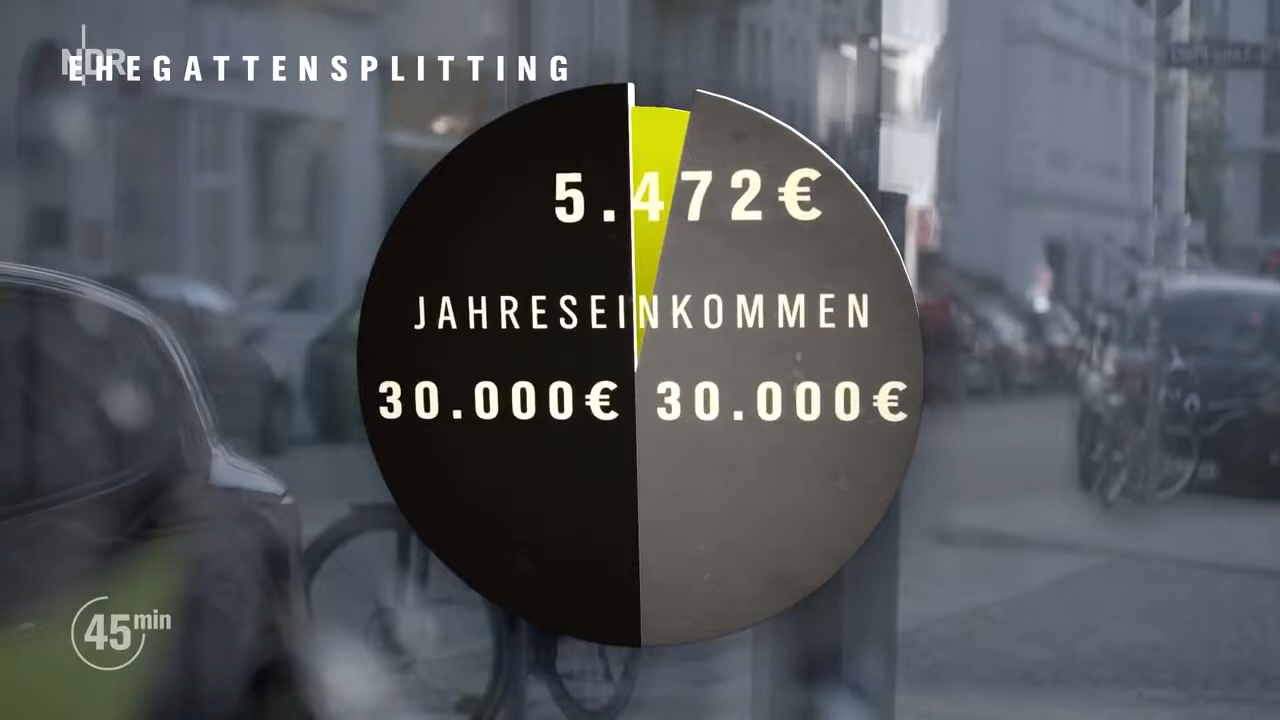 NDR
EHEGATTENSPLITTING
5.472€
JAHRESEINKOMMEN
30.000€ 30.000€
45min